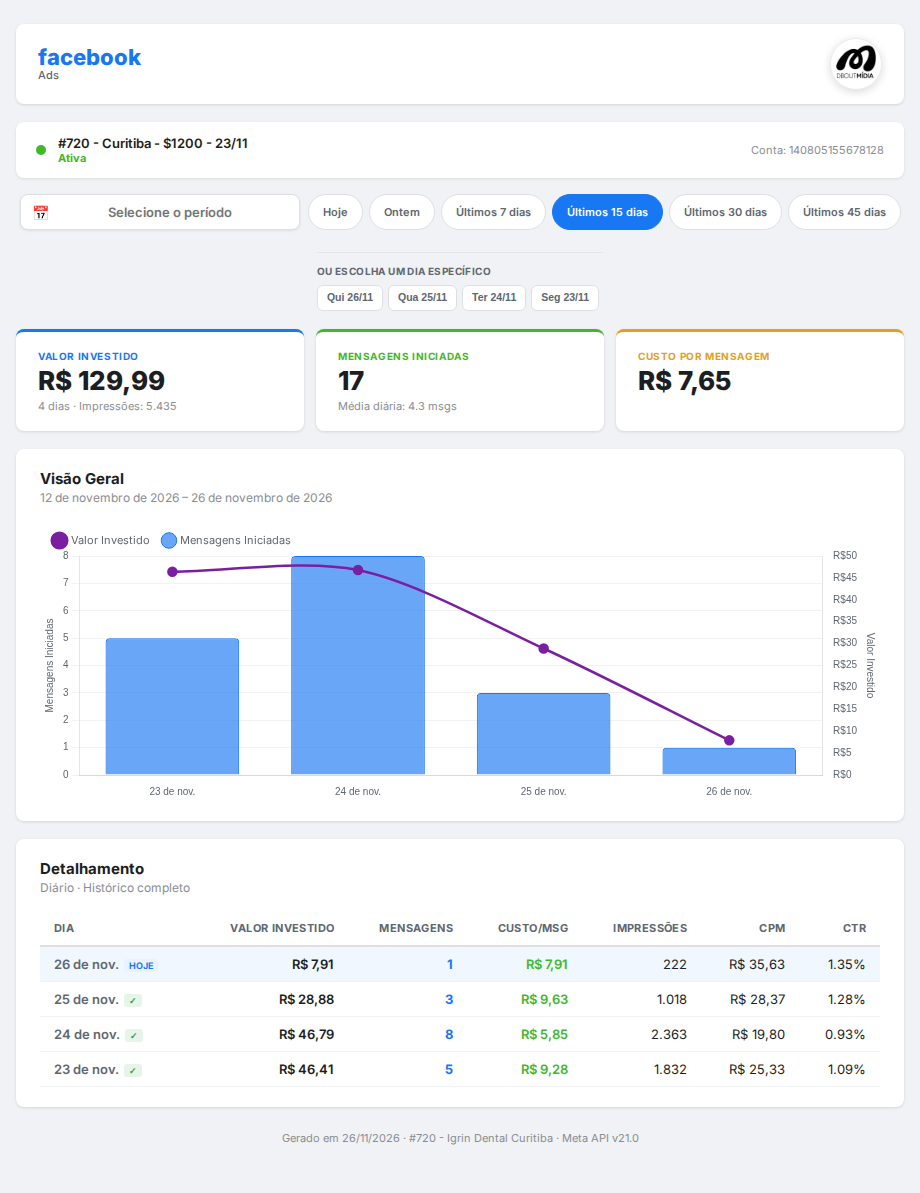 facebook
Ads
DBOUTMÍDIA
#720 - Curitiba - $1200 - 23/11
Ativa
Conta: 140805155678128
Selecione o período
Hoje
Ontem
Últimos 7 dias
Últimos 15 dias
Últimos 30 dias
Últimos 45 dias
OU ESCOLHA UM DIA ESPECÍFICO
Qui 26/11
Qua 25/11
Ter 24/11
Seg 23/11
VALOR INVESTIDO
R$ 129,99
4 dias · Impressões: 5.435
MENSAGENS INICIADAS
17
Média diária: 4.3 msgs
CUSTO POR MENSAGEM
R$ 7,65
Visão Geral
12 de novembro de 2026 – 26 de novembro de 2026
Valor Investido
Mensagens Iniciadas
Mensagens Iniciadas
8
7
6
5
4
3
2
1
0
R$50
R$45
R$40
R$35
R$30
R$25
R$20
R$15
R$10
R$5
R$0
Valor Investido
23 de nov.
24 de nov.
25 de nov.
26 de nov.
Detalhamento
Diário · Histórico completo
DIA VALOR INVESTIDO MENSAGENS CUSTO/MSG IMPRESSÕES CPM CTR
26 de nov. HOJE R$ 7,91 1 R$ 7,91 222 R$ 35,63 1.35%
25 de nov. ✓ R$ 28,88 3 R$ 9,63 1.018 R$ 28,37 1.28%
24 de nov. ✓ R$ 46,79 8 R$ 5,85 2.363 R$ 19,80 0.93%
23 de nov. ✓ R$ 46,41 5 R$ 9,28 1.832 R$ 25,33 1.09%
Gerado em 26/11/2026 · #720 - Igrin Dental Curitiba · Meta API v21.0